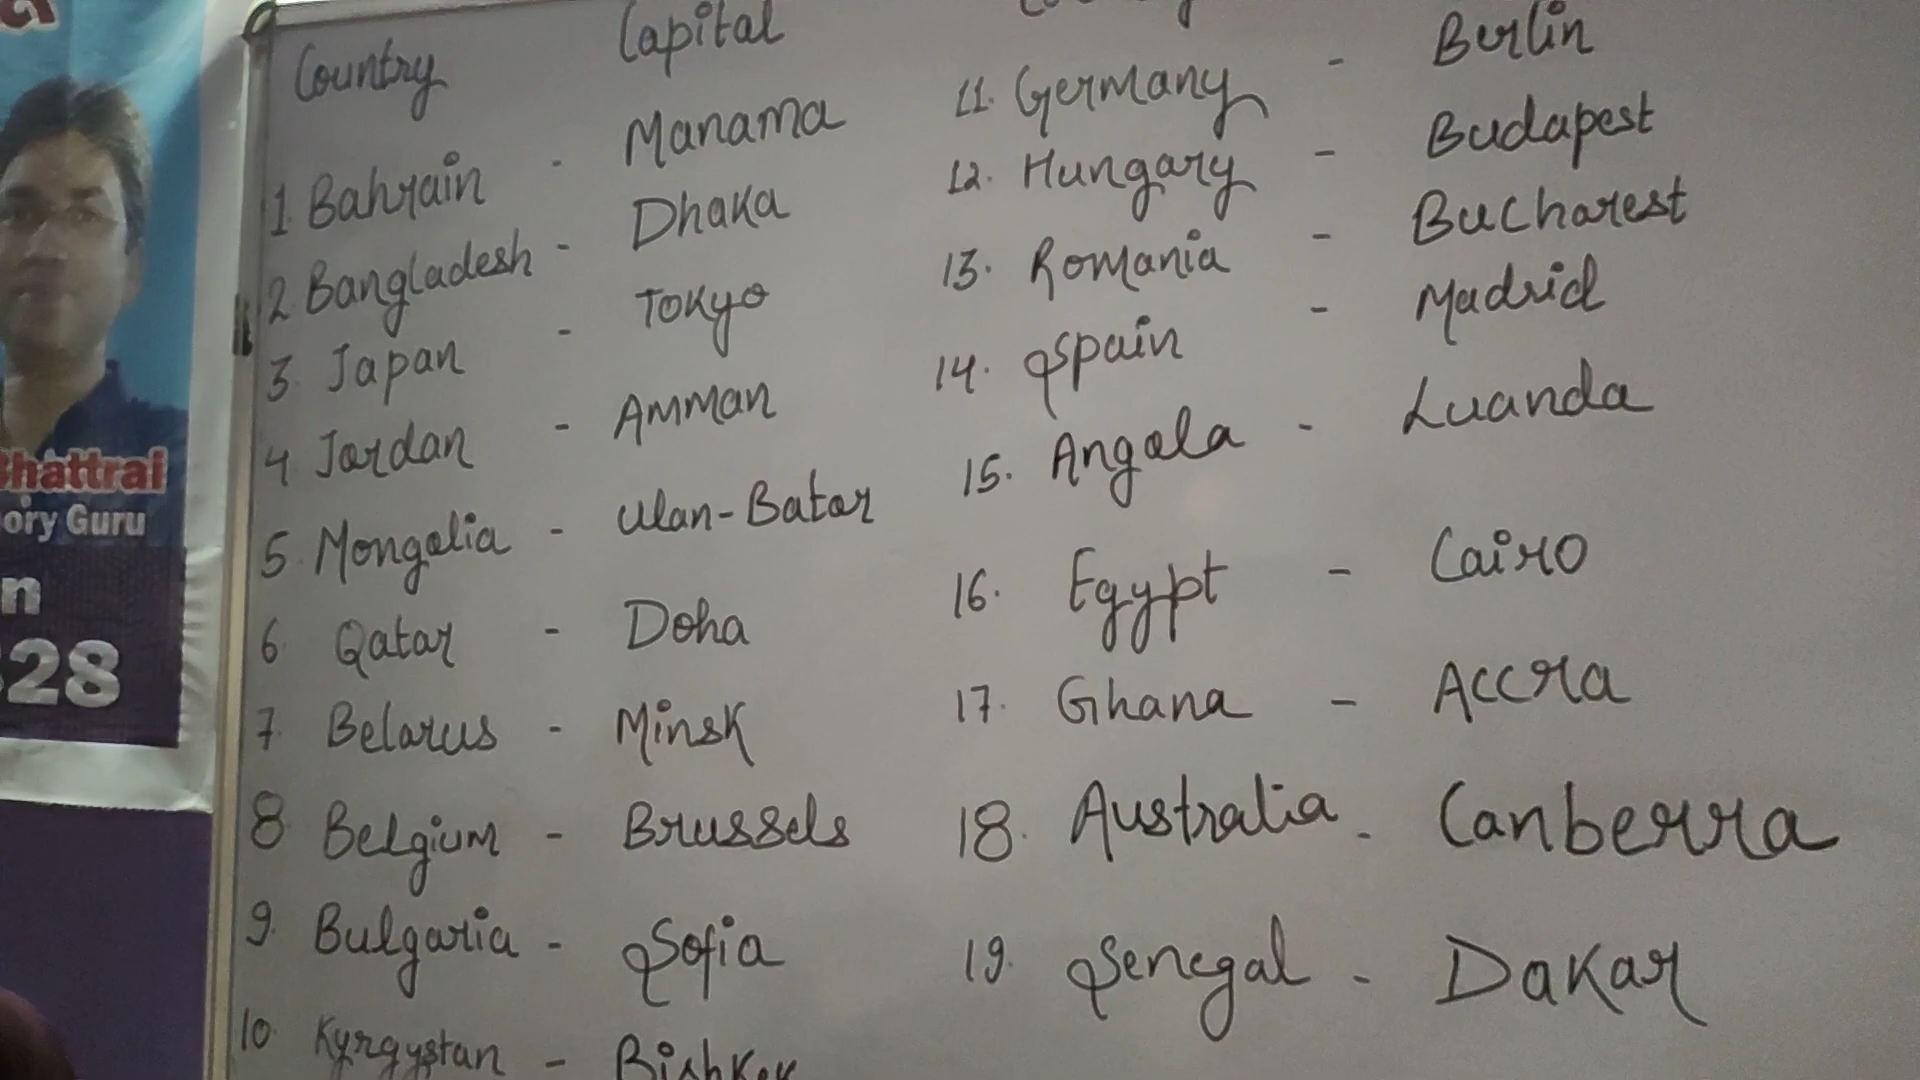 Country Capital
1 Bahrain - Manama
2 Bangladesh - Dhaka
3. Japan - Tokyo
4 Jordan - Amman
5. Mongolia - Ulan-Bator
6 Qatar - Doha
7. Belarus - Minsk
8 Belgium - Brussels
9. Bulgaria - Sofia
10 Kyrgystan -
11. Germany - Berlin
12. Hungary - Budapest
13. Romania - Bucharest
14. Spain - Madrid
15. Angola - Luanda
16. Egypt - Cairo
17. Ghana - Accra
18. Australia - Canberra
19. Senegal - Dakar
Bhattrai
ory Guru
n
28